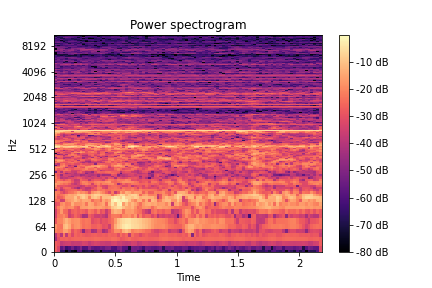 Power spectrogram
8192
4096
2048
1024
512
256
128
64
0
Hz
0 0.5 1 1.5 2
Time
-10 dB
-20 dB
-30 dB
-40 dB
-50 dB
-60 dB
-70 dB
-80 dB